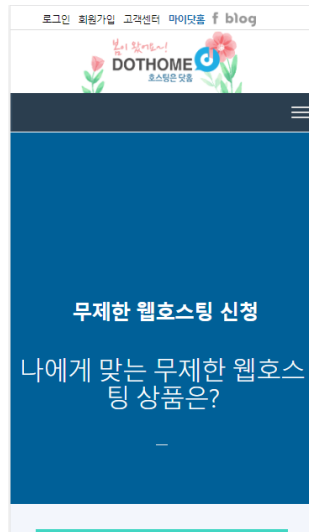 로그인 회원가입 고객센터 마이닷홈 f blog
봄이 왔어요~!
DOTHOME d
호스팅은 닷홈
무제한 웹호스팅 신청
나에게 맞는 무제한 웹호스
팅 상품은?